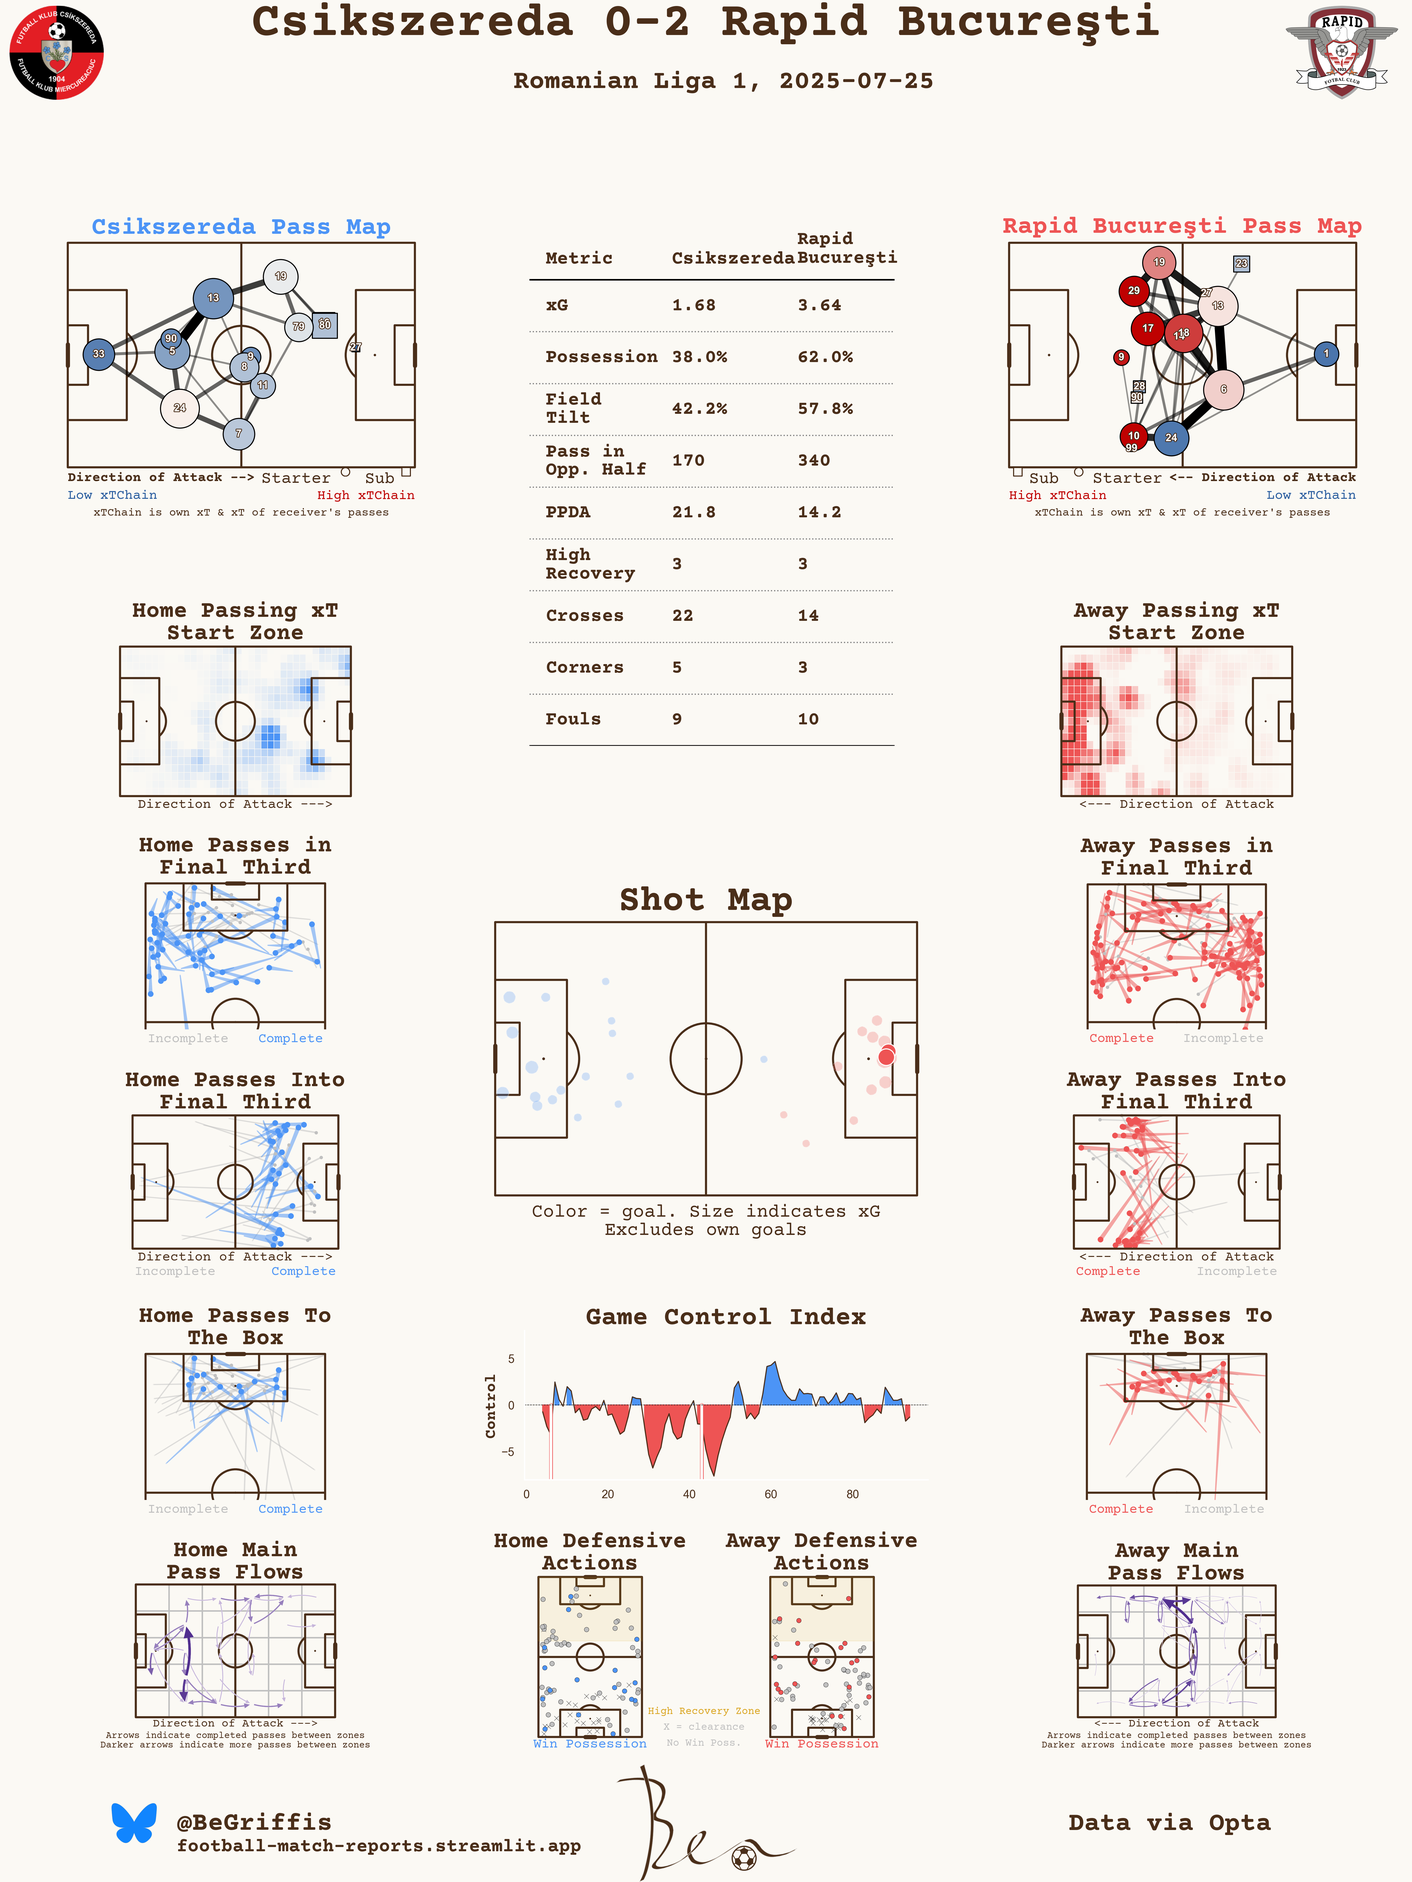 Csikszereda 0-2 Rapid Bucureşti
Romanian Liga 1, 2025-07-25
FUTBALL KLUB CSÍKSZEREDA
1904
FUTBALL KLUB MIERCUREACIUC
RAPID
1923
FOTBAL CLUB
Csikszereda Pass Map
19
13
79
80
90
5
33
9
8
11
27
24
7
Direction of Attack --> Starter Sub
Low xTChain High xTChain
xTChain is own xT & xT of receiver's passes
Metric Csikszereda Rapid Bucureşti
xG 1.68 3.64
Possession 38.0% 62.0%
Field Tilt 42.2% 57.8%
Pass in Opp. Half 170 340
PPDA 21.8 14.2
High Recovery 3 3
Crosses 22 14
Corners 5 3
Fouls 9 10
Rapid Bucureşti Pass Map
19
23
29
27
13
17
18
9
1
28
90
6
10
99
24
Sub Starter <-- Direction of Attack
High xTChain Low xTChain
xTChain is own xT & xT of receiver's passes
Home Passing xT
Start Zone
Direction of Attack --->
Away Passing xT
Start Zone
<--- Direction of Attack
Home Passes in
Final Third
Incomplete Complete
Away Passes in
Final Third
Complete Incomplete
Shot Map
Color = goal. Size indicates xG
Excludes own goals
Home Passes Into
Final Third
Direction of Attack --->
Incomplete Complete
Away Passes Into
Final Third
<--- Direction of Attack
Complete Incomplete
Home Passes To
The Box
Incomplete Complete
Game Control Index
Control
5
0
−5
0 20 40 60 80
Away Passes To
The Box
Complete Incomplete
Home Main
Pass Flows
Direction of Attack --->
Arrows indicate completed passes between zones
Darker arrows indicate more passes between zones
Home Defensive
Actions
Win Possession
High Recovery Zone
X = clearance
No Win Poss.
Away Defensive
Actions
Win Possession
Away Main
Pass Flows
<--- Direction of Attack
Arrows indicate completed passes between zones
Darker arrows indicate more passes between zones
@BeGriffis
football-match-reports.streamlit.app
Ben
Data via Opta